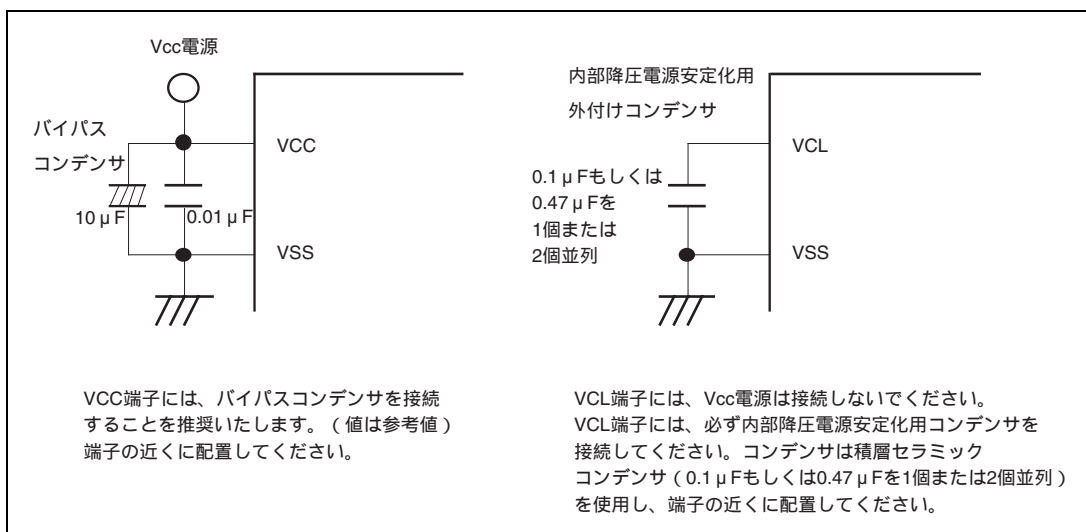 Vcc電源
バイパス
コンデンサ
10μF
0.01μF
VCC
VSS
VCC端子には、バイパスコンデンサを接続
することを推奨いたします。（値は参考値）
端子の近くに配置してください。
内部降圧電源安定化用
外付けコンデンサ
0.1μFもしくは
0.47μFを
1個または
2個並列
VCL
VSS
VCL端子には、Vcc電源は接続しないでください。
VCL端子には、必ず内部降圧電源安定化用コンデンサを
接続してください。コンデンサは積層セラミック
コンデンサ（0.1μFもしくは0.47μFを1個または2個並列）
を使用し、端子の近くに配置してください。